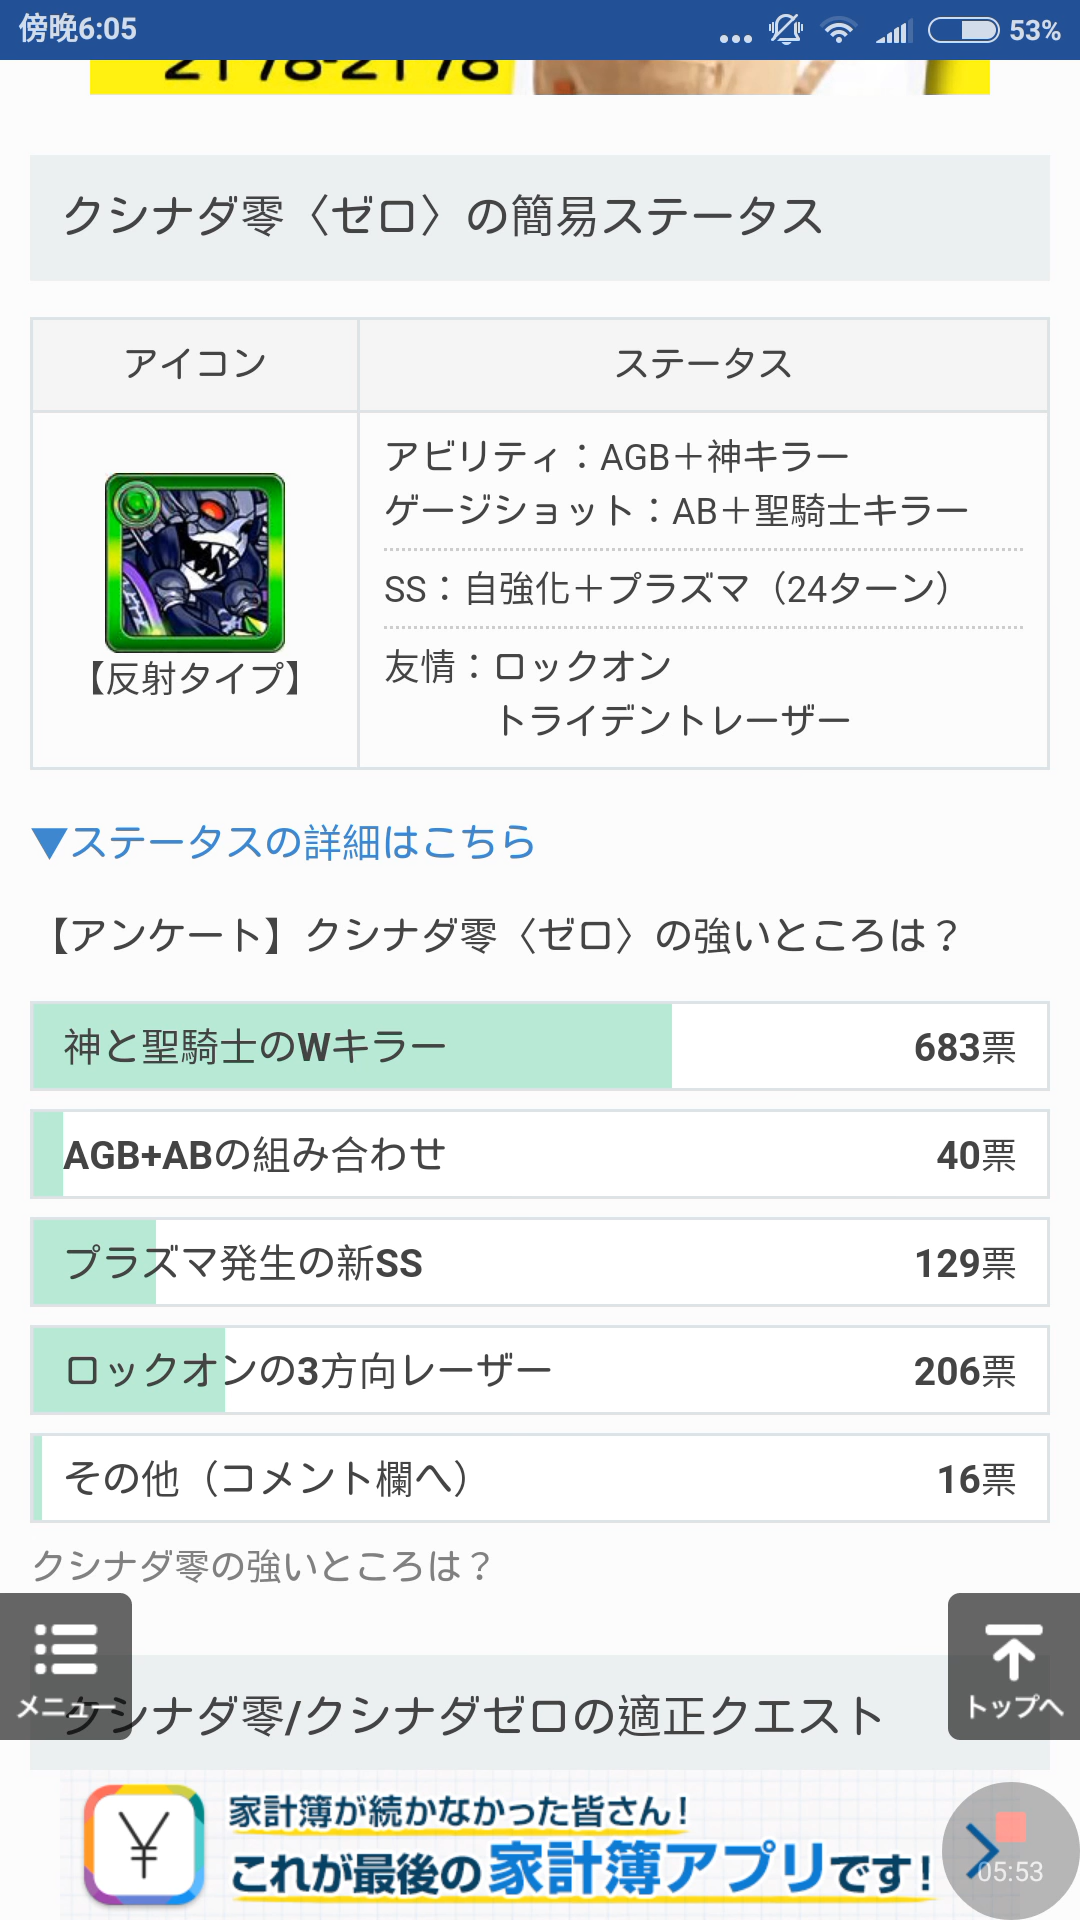 傍晚6:05
53%
クシナダ零〈ゼロ〉の簡易ステータス
アイコン
ステータス
【反射タイプ】
アビリティ：AGB＋神キラー
ゲージショット：AB＋聖騎士キラー
SS：自強化＋プラズマ（24ターン）
友情：ロックオン
トライデントレーザー
▼ステータスの詳細はこちら
【アンケート】クシナダ零〈ゼロ〉の強いところは？
神と聖騎士のWキラー 683票
AGB+ABの組み合わせ 40票
プラズマ発生の新SS 129票
ロックオンの3方向レーザー 206票
その他（コメント欄へ） 16票
クシナダ零の強いところは？
メニュー
トップへ
クシナダ零/クシナダゼロの適正クエスト
¥
家計簿が続かなかった皆さん！
これが最後の家計簿アプリです！
05:53